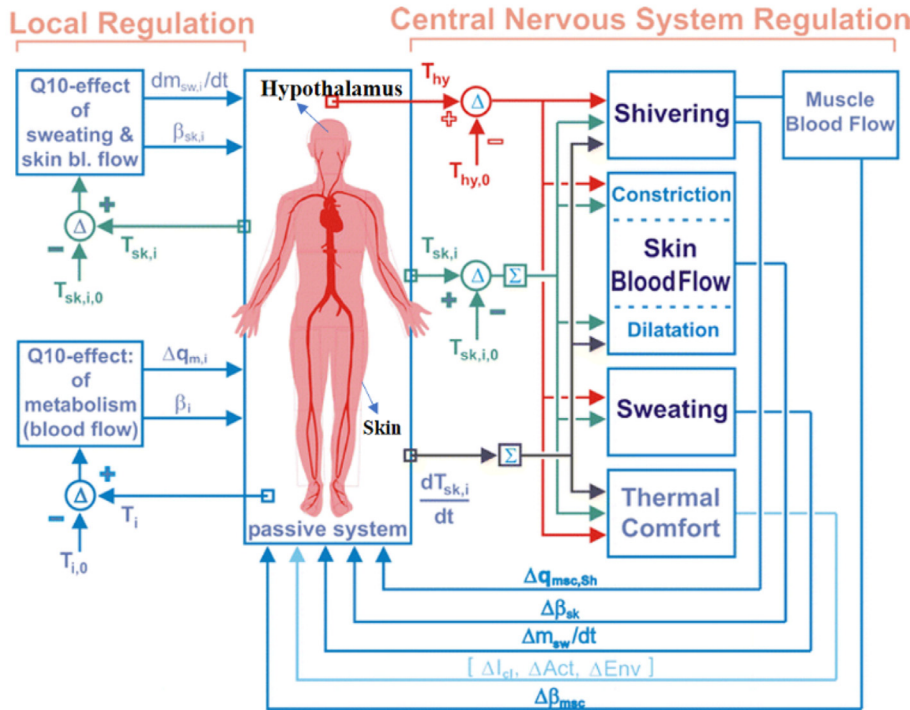 Local Regulation
Central Nervous System Regulation
Q10-effect
of
sweating &
skin bl. flow
dm_sw,i/dt
β_sk,i
+
Δ
−
T_sk,i
T_sk,i,0
Q10-effect:
of
metabolism
(blood flow)
Δq_m,i
β_i
+
Δ
−
T_i
T_i,0
Hypothalamus
Skin
passive system
T_hy
Δ
+
−
T_hy,0
T_sk,i
Δ
Σ
+
−
T_sk,i,0
Σ
dT_sk,i
dt
Shivering
Muscle
Blood Flow
Constriction
Skin
Blood Flow
Dilatation
Sweating
Thermal
Comfort
Δq_msc,Sh
Δβ_sk
Δm_sw/dt
[ ΔI_cl, ΔAct, ΔEnv ]
Δβ_msc